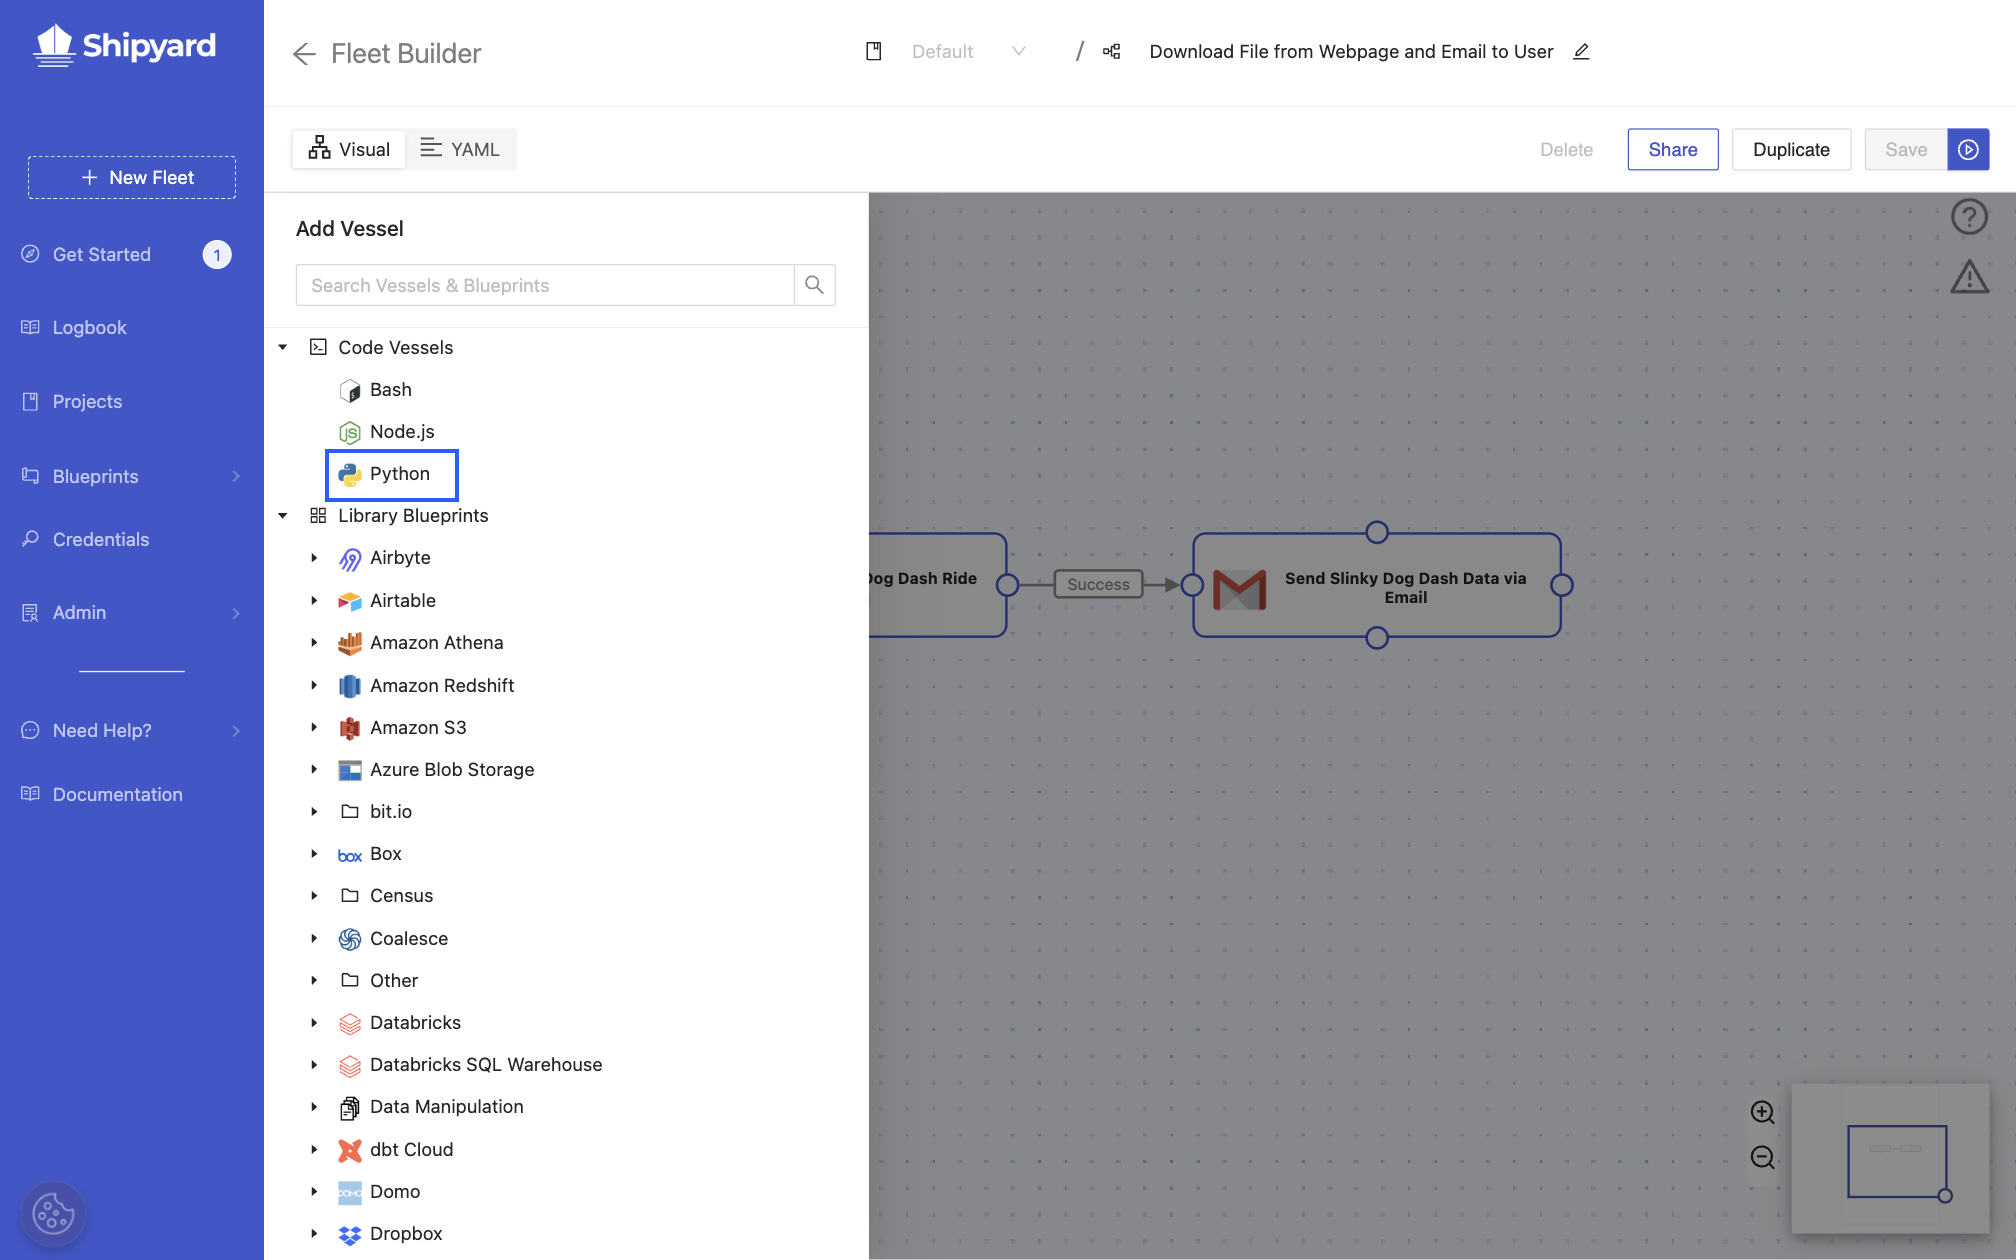 Shipyard
Fleet Builder
Default
/
Download File from Webpage and Email to User
New Fleet
Visual
YAML
Delete
Share
Duplicate
Save
Get Started
1
Logbook
Projects
Blueprints
Credentials
Admin
Need Help?
Documentation
Add Vessel
Search Vessels & Blueprints
Code Vessels
Bash
Node.js
Python
Library Blueprints
Airbyte
Airtable
Amazon Athena
Amazon Redshift
Amazon S3
Azure Blob Storage
bit.io
box Box
Census
Coalesce
Other
Databricks
Databricks SQL Warehouse
Data Manipulation
dbt Cloud
DOMO Domo
Dropbox
Dog Dash Ride
Success
Send Slinky Dog Dash Data via
Email